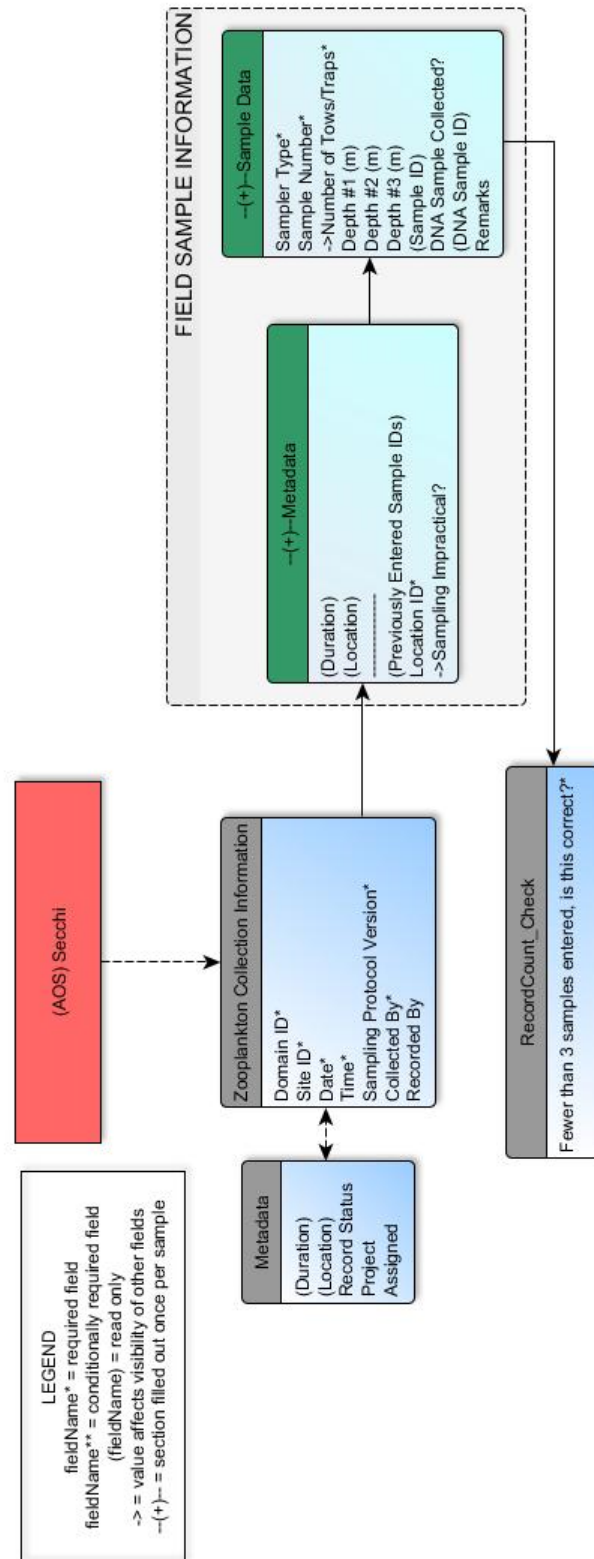 LEGEND
fieldName* = required field
fieldName** = conditionally required field
(fieldName) = read only
-> = value affects visibility of other fields
--(+)-- = section filled out once per sample
(AOS) Secchi
Metadata
(Duration)
(Location)
Record Status
Project
Assigned
Zooplankton Collection Information
Domain ID*
Site ID*
Date*
Time*
Sampling Protocol Version*
Collected By*
Recorded By
FIELD SAMPLE INFORMATION
--(+)--Metadata
(Duration)
(Location)
------------------
(Previously Entered Sample IDs)
Location ID*
->Sampling Impractical?
--(+)--Sample Data
Sampler Type*
Sample Number*
->Number of Tows/Traps*
Depth #1 (m)
Depth #2 (m)
Depth #3 (m)
(Sample ID)
DNA Sample Collected?
(DNA Sample ID)
Remarks
RecordCount_Check
Fewer than 3 samples entered, is this correct?*